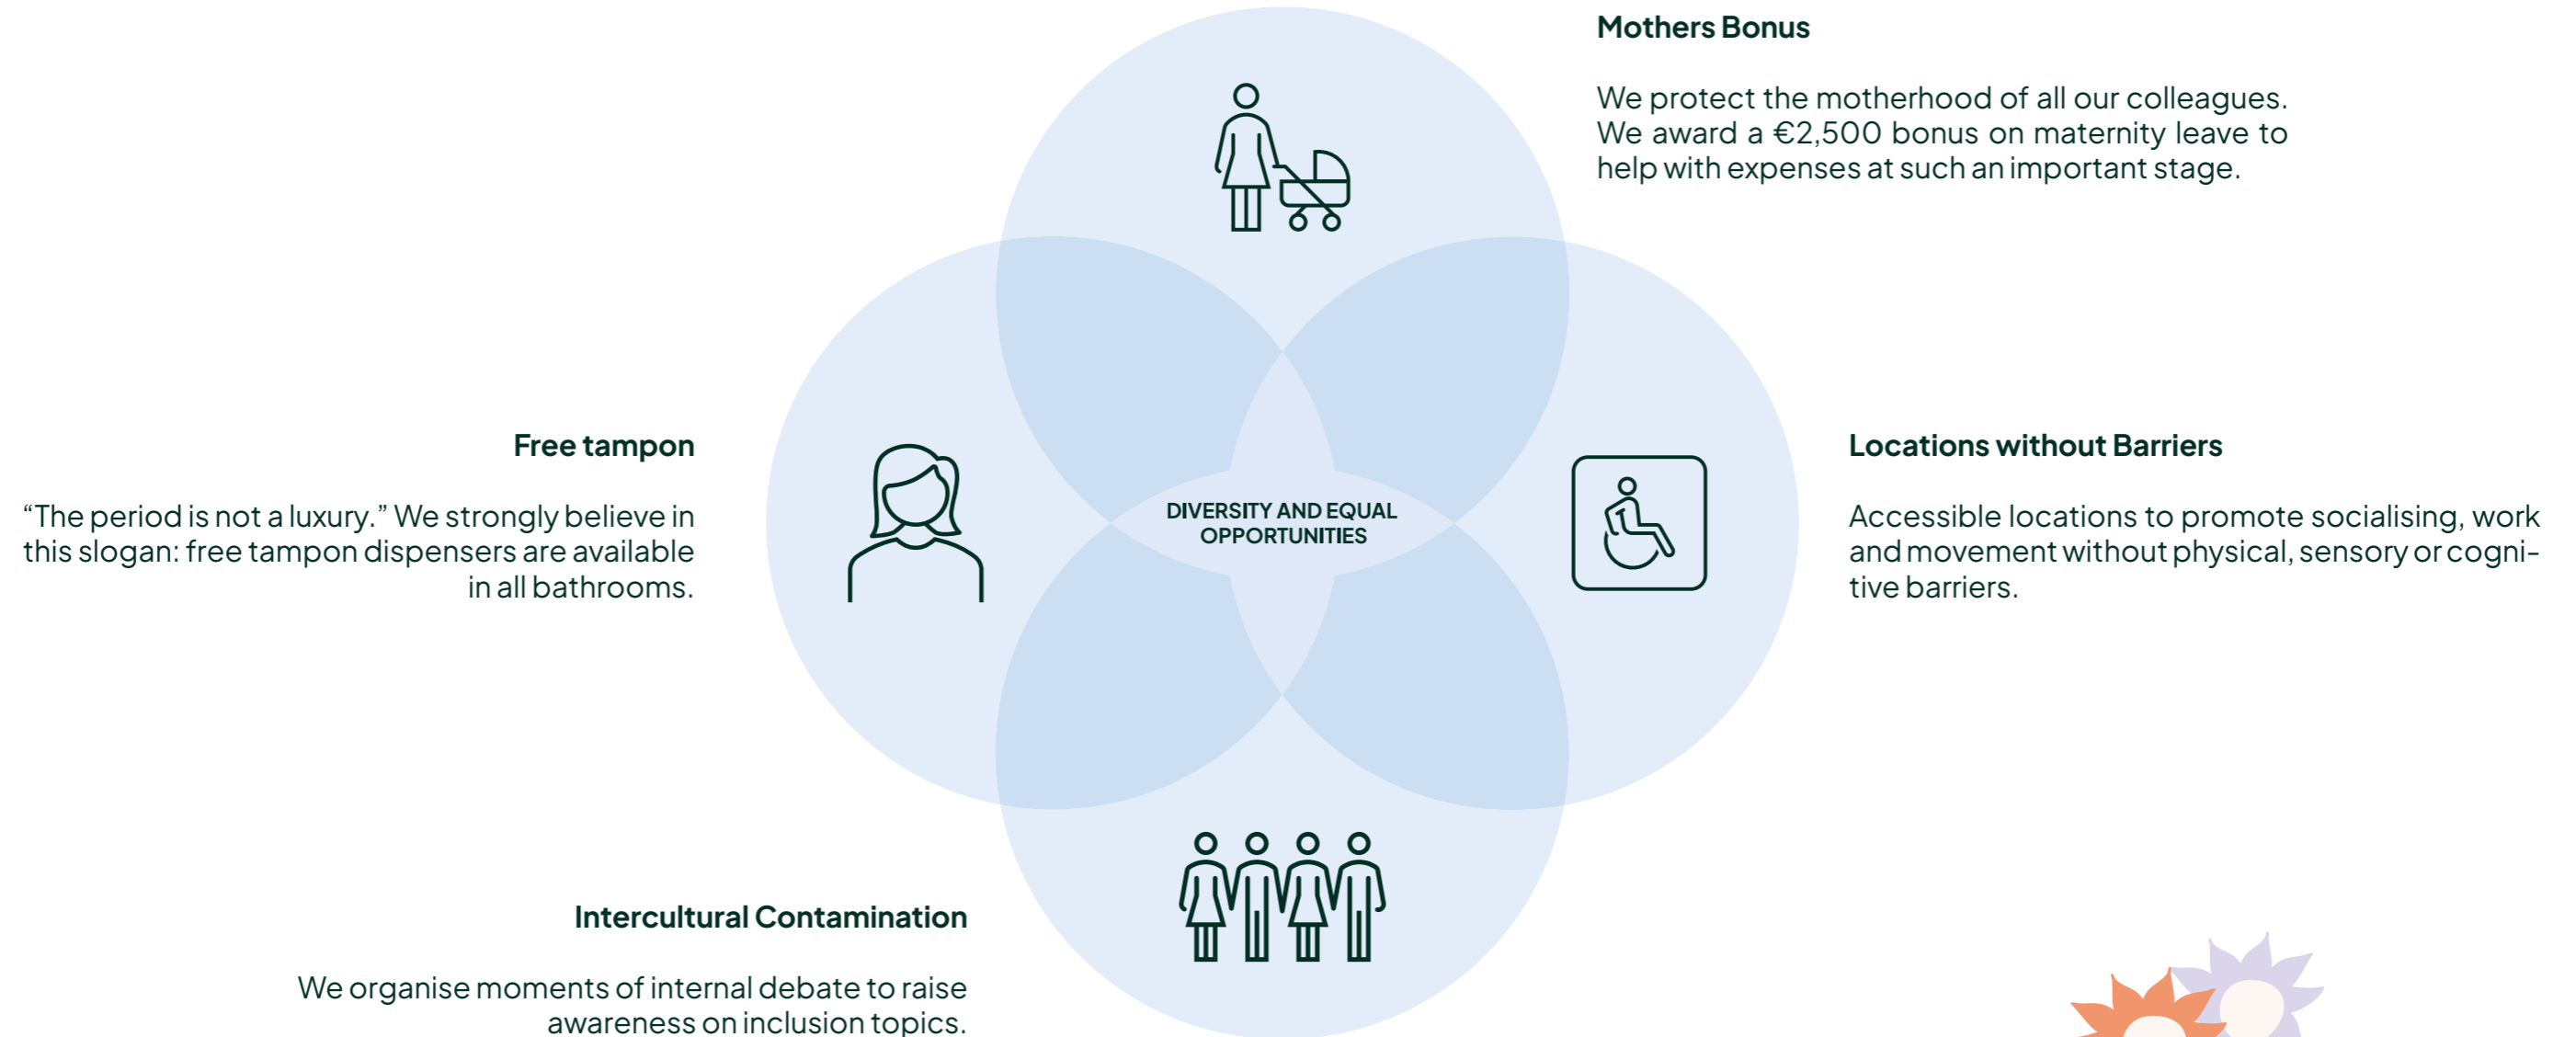 Mothers Bonus
We protect the motherhood of all our colleagues.
We award a €2,500 bonus on maternity leave to
help with expenses at such an important stage.
Free tampon
“The period is not a luxury.” We strongly believe in
this slogan: free tampon dispensers are available
in all bathrooms.
DIVERSITY AND EQUAL
OPPORTUNITIES
Locations without Barriers
Accessible locations to promote socialising, work
and movement without physical, sensory or cogni-
tive barriers.
Intercultural Contamination
We organise moments of internal debate to raise
awareness on inclusion topics.